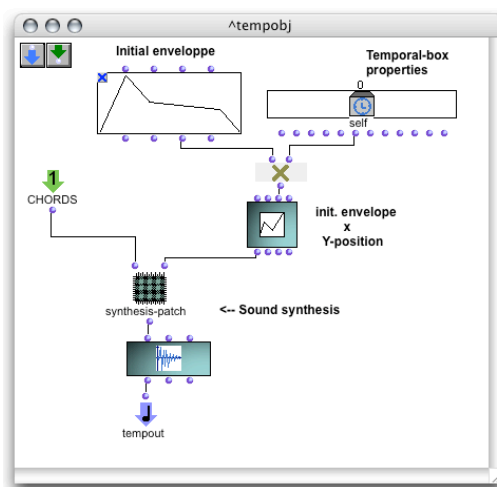 ^tempobj
Initial enveloppe
Temporal-box
properties
0
self
1
CHORDS
init. envelope
x
Y-position
synthesis-patch
<-- Sound synthesis
tempout